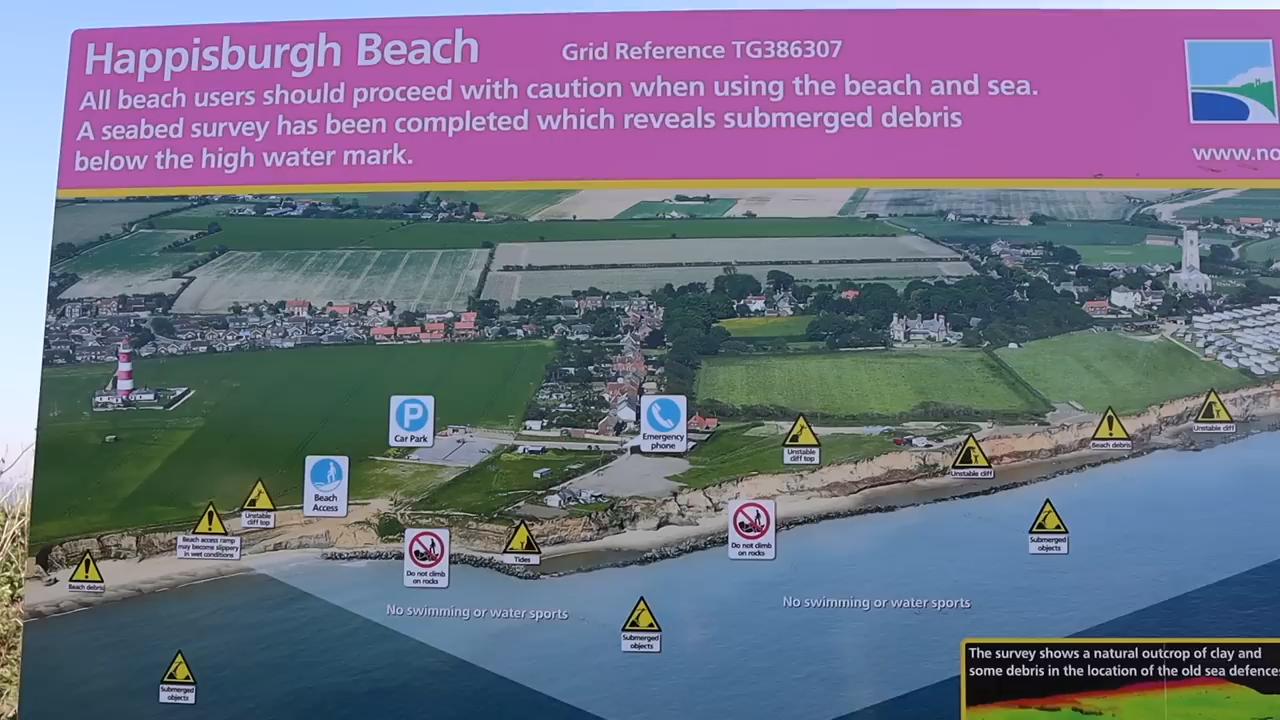 Happisburgh Beach
Grid Reference TG386307
All beach users should proceed with caution when using the beach and sea.
A seabed survey has been completed which reveals submerged debris
below the high water mark.
www.no
P
Car Park
Emergency
phone
Unstable
cliff top
Unstable cliff
Beach debris
Unstable cliff
Beach
Access
Unstable
cliff top
Beach access ramp
may become slippery
in wet conditions
Beach debris
Do not climb
on rocks
Tides
Do not climb
on rocks
Submerged
objects
No swimming or water sports
No swimming or water sports
Submerged
objects
Submerged
objects
The survey shows a natural outcrop of clay and
some debris in the location of the old sea defence